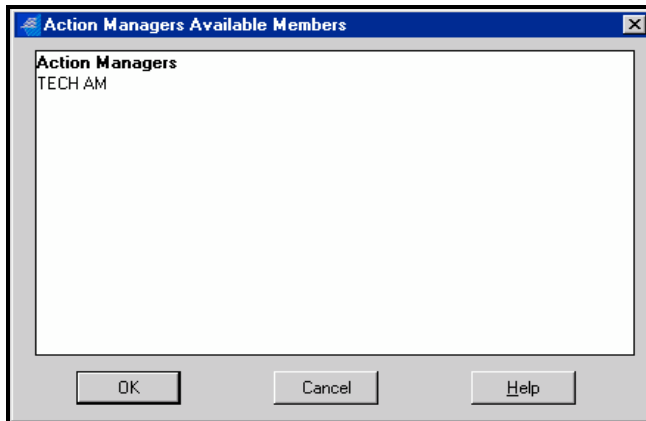 Action Managers Available Members
Action Managers
TECH AM
OK
Cancel
Help